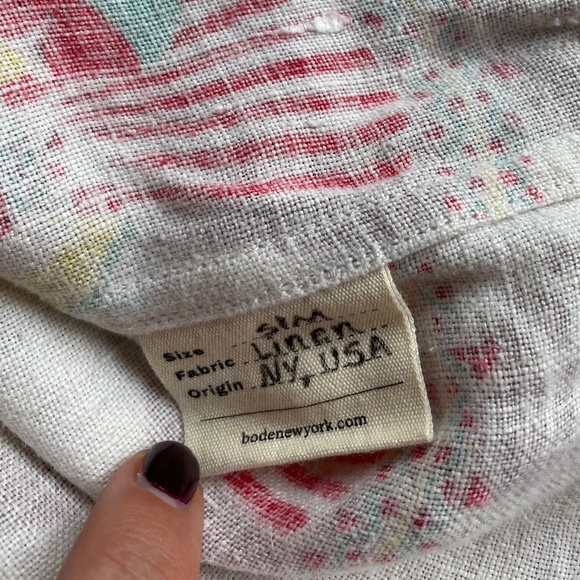 Size S/M
Fabric Linen
Origin NY, USA
bodenewyork.com